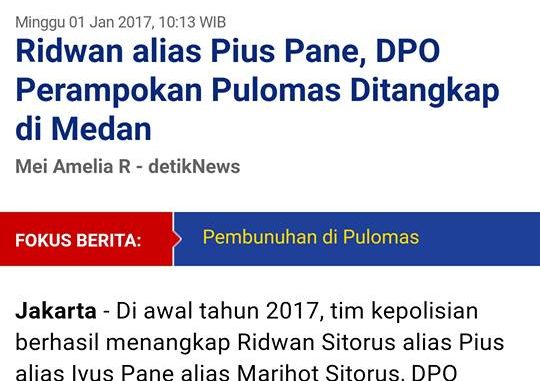 Minggu 01 Jan 2017, 10:13 WIB
Ridwan alias Pius Pane, DPO
Perampokan Pulomas Ditangkap
di Medan
Mei Amelia R - detikNews
FOKUS BERITA:
Pembunuhan di Pulomas
Jakarta - Di awal tahun 2017, tim kepolisian
berhasil menangkap Ridwan Sitorus alias Pius
alias Iyus Pane alias Marihot Sitorus. DPO